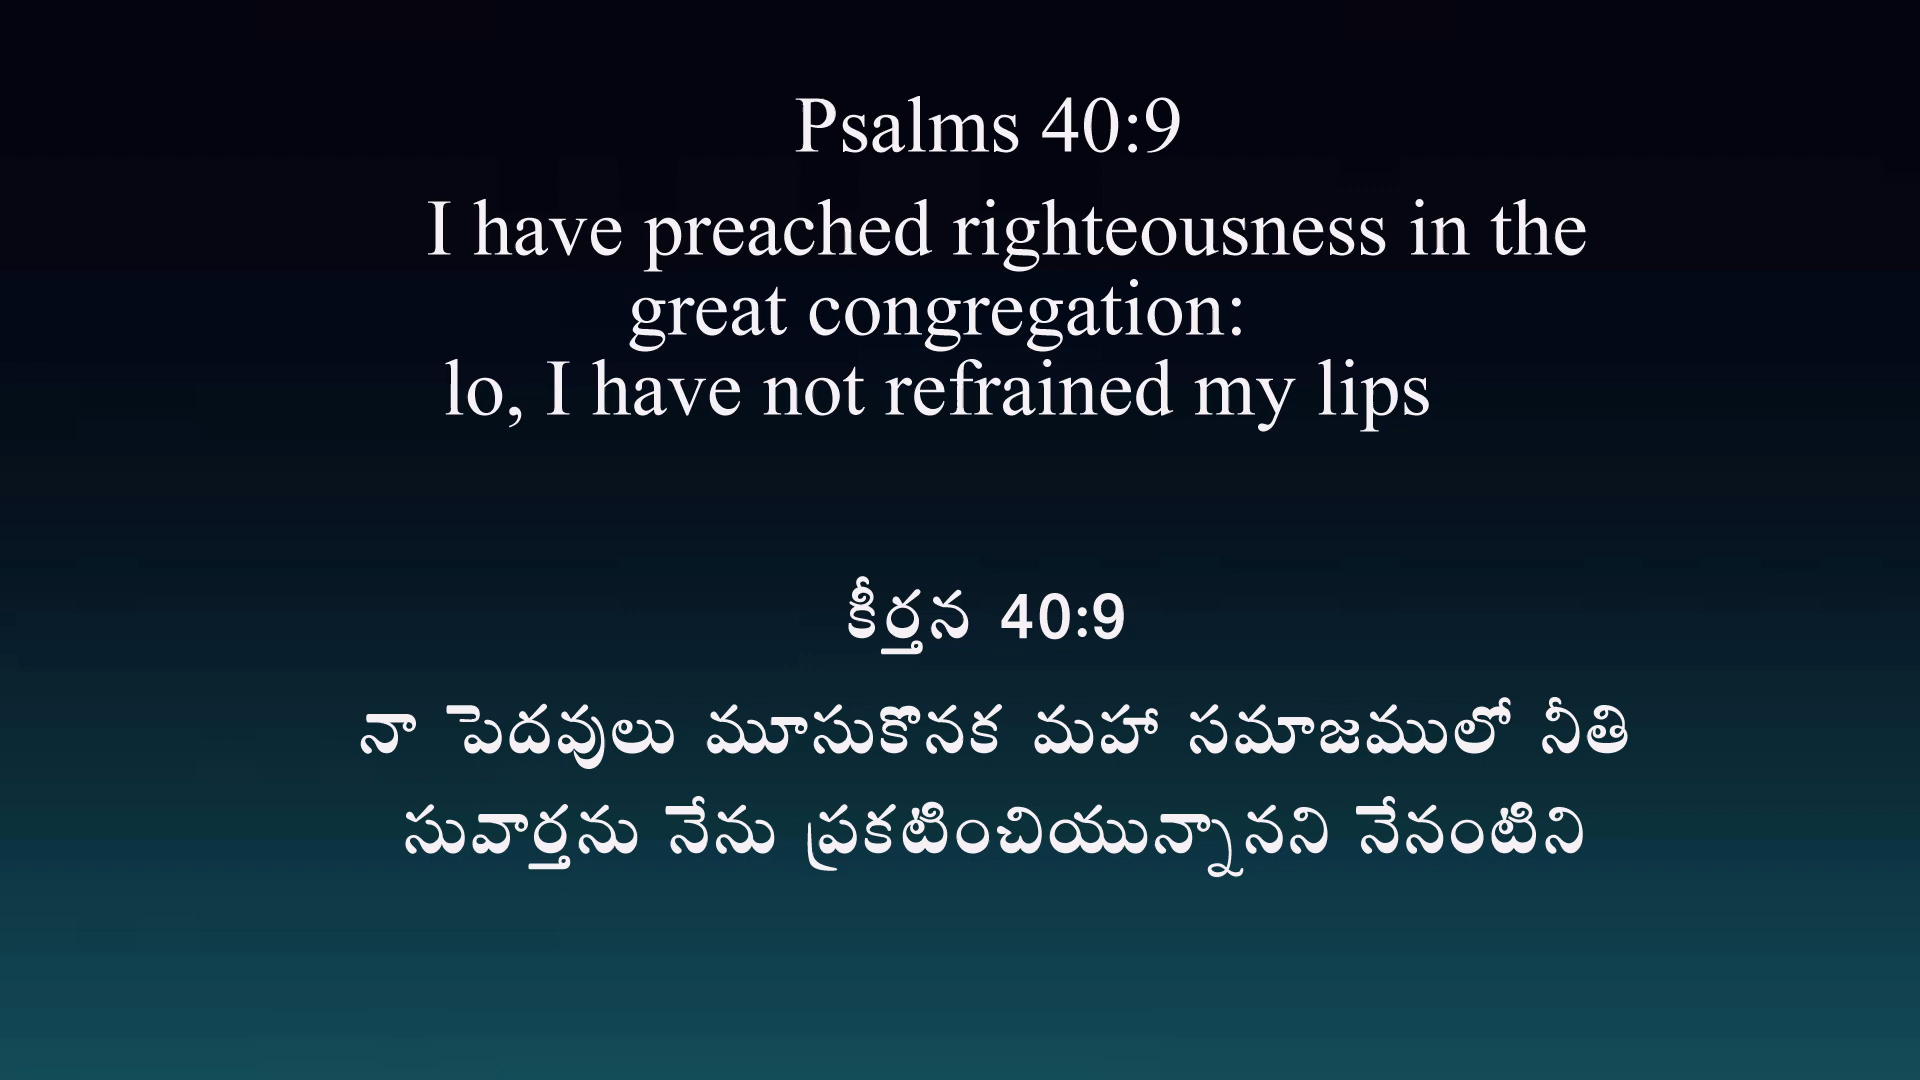 Psalms 40:9
I have preached righteousness in the
great congregation:
lo, I have not refrained my lips
కీర్తన 40:9
నా పెదవులు మూసుకొనక మహా సమాజములో నీతి
సువార్తను నేను ప్రకటించియున్నానని నేనంటిని